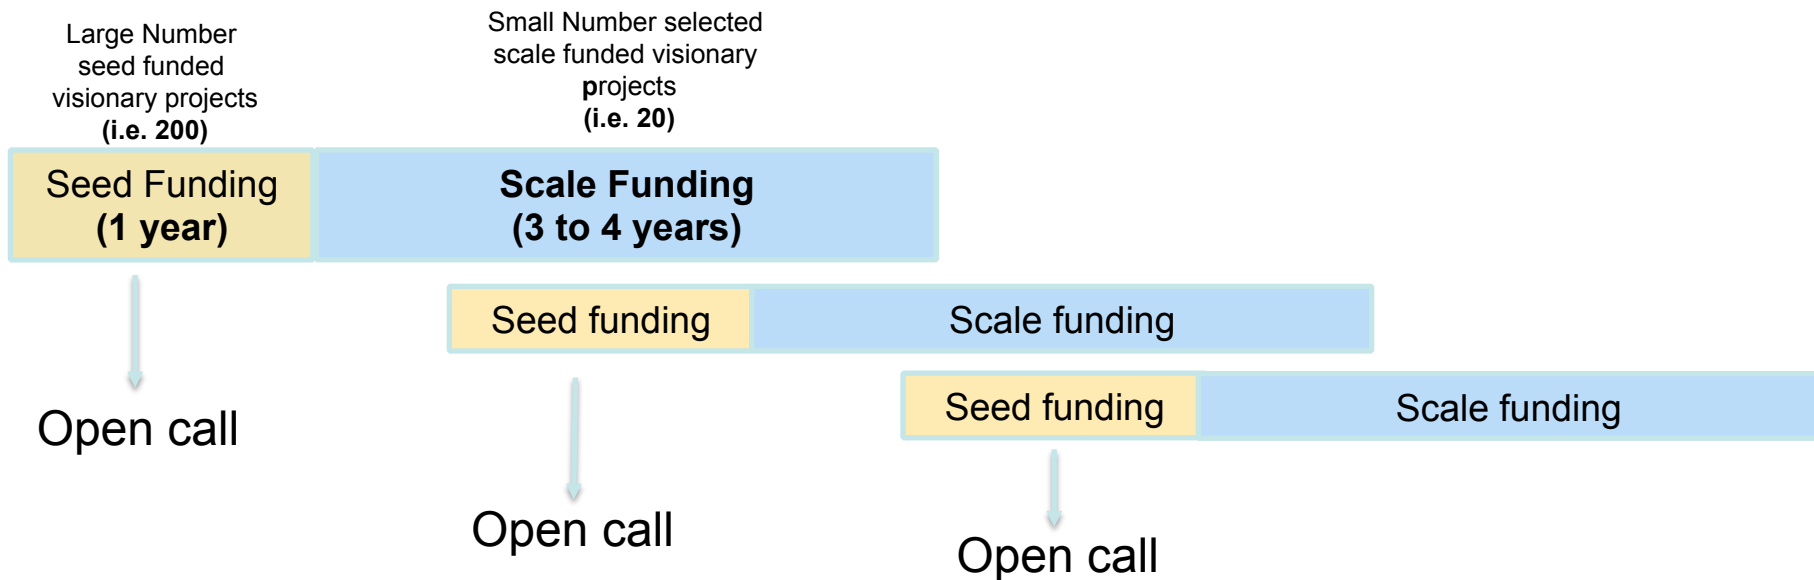 Large Number
seed funded
visionary projects
(i.e. 200)
Small Number selected
scale funded visionary
projects
(i.e. 20)
Seed Funding
(1 year)
Scale Funding
(3 to 4 years)
Seed funding
Scale funding
Seed funding
Scale funding
Open call
Open call
Open call